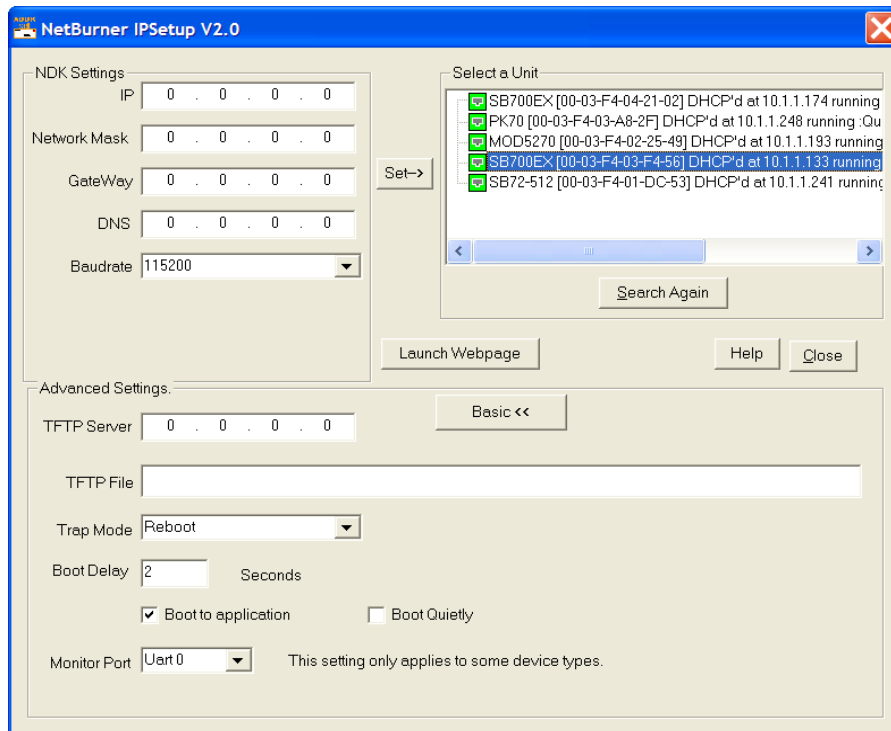 NetBurner IPSetup V2.0
NDK Settings
IP 0 . 0 . 0 . 0
Network Mask 0 . 0 . 0 . 0
GateWay 0 . 0 . 0 . 0
DNS 0 . 0 . 0 . 0
Baudrate 115200
Set-->
Select a Unit
SB700EX [00-03-F4-04-21-02] DHCP'd at 10.1.1.174 running
PK70 [00-03-F4-03-A8-2F] DHCP'd at 10.1.1.248 running :Qu
MOD5270 [00-03-F4-02-25-49] DHCP'd at 10.1.1.193 running
SB700EX [00-03-F4-03-F4-56] DHCP'd at 10.1.1.133 running
SB72-512 [00-03-F4-01-DC-53] DHCP'd at 10.1.1.241 running
Search Again
Launch Webpage
Help
Close
Advanced Settings.
Basic <<
TFTP Server 0 . 0 . 0 . 0
TFTP File
Trap Mode Reboot
Boot Delay 2 Seconds
Boot to application
Boot Quietly
Monitor Port Uart 0
This setting only applies to some device types.